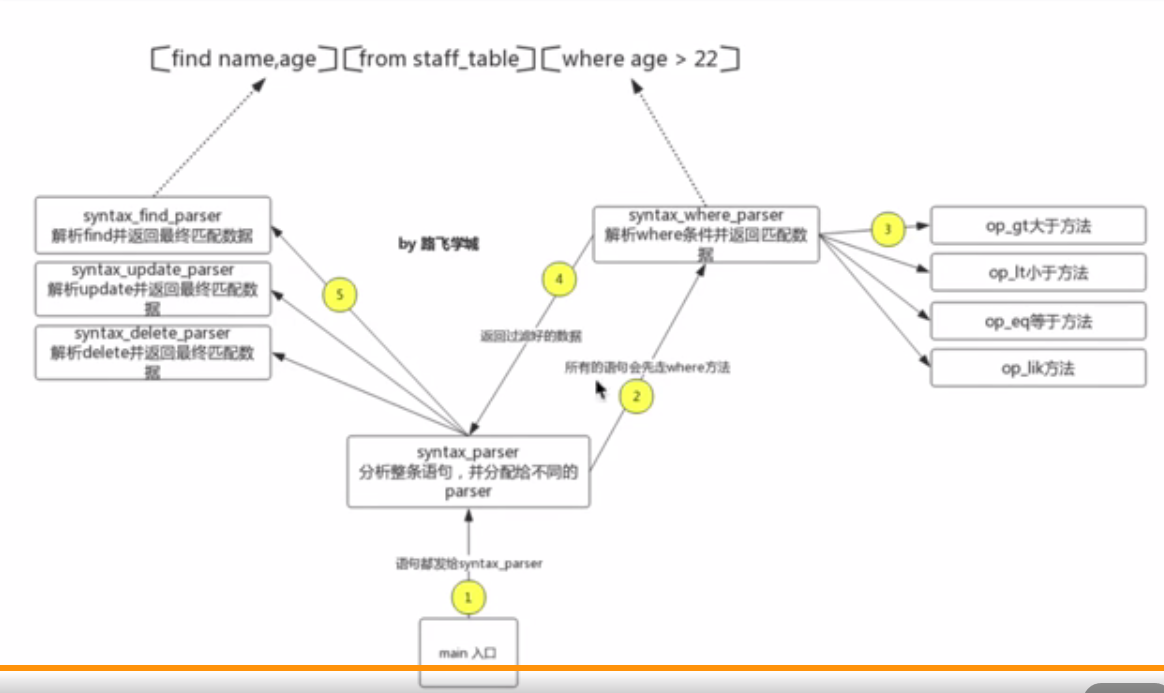 [find name,age] [from staff_table] [where age > 22]
syntax_find_parser
解析find并返回最终匹配数据
syntax_update_parser
解析update并返回最终匹配数
据
syntax_delete_parser
解析delete并返回最终匹配数
据
by 路飞学城
syntax_where_parser
解析where条件并返回匹配数
据
3
op_gt大于方法
op_lt小于方法
op_eq等于方法
op_lik方法
4
5
返回过滤好的数据
所有的语句会先走where方法
2
syntax_parser
分析整条语句，并分配给不同的
parser
语句都发给syntax_parser
1
main 入口